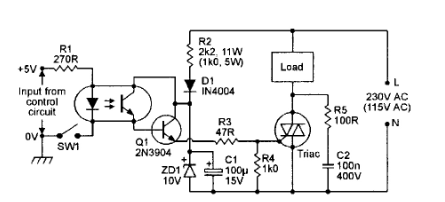 R1
270R
+5V
Input from
control
circuit
0V
SW1
Q1
2N3904
R2
2k2, 11W
(1k0, 5W)
D1
IN4004
R3
47R
ZD1
10V
+
+
C1
100µ
15V
R4
1k0
Load
Triac
R5
100R
C2
100n
400V
L
230V AC
(115V AC)
N